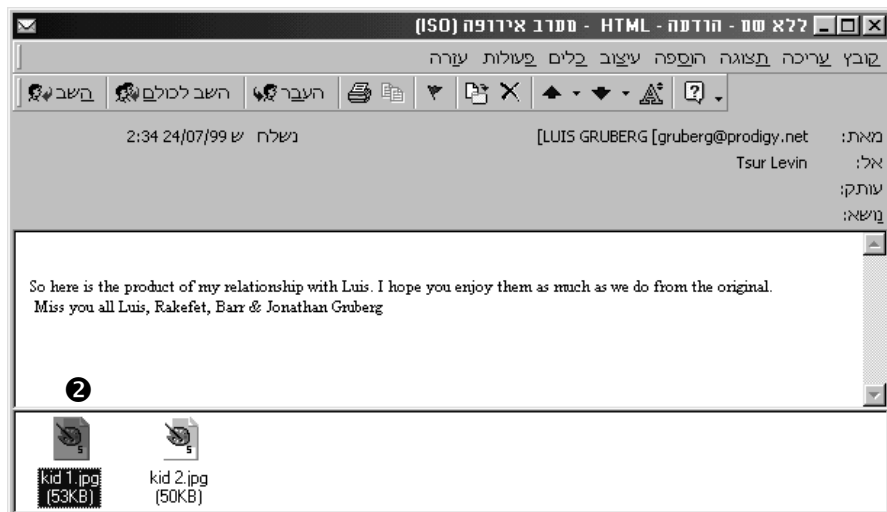 ללא שם - הודעה - HTML - מערב אירופה (ISO)
קובץ עריכה תצוגה הוספה עיצוב כלים פעולות עזרה
השב השב לכולם העבר
מאת: LUIS GRUBERG [gruberg@prodigy.net] נשלח ש 24/07/99 2:34
אל: Tsur Levin
עותק:
נושא:
So here is the product of my relationship with Luis. I hope you enjoy them as much as we do from the original.
Miss you all Luis, Rakefet, Barr & Jonathan Gruberg
2
kid 1.jpg (53KB)
kid 2.jpg (50KB)